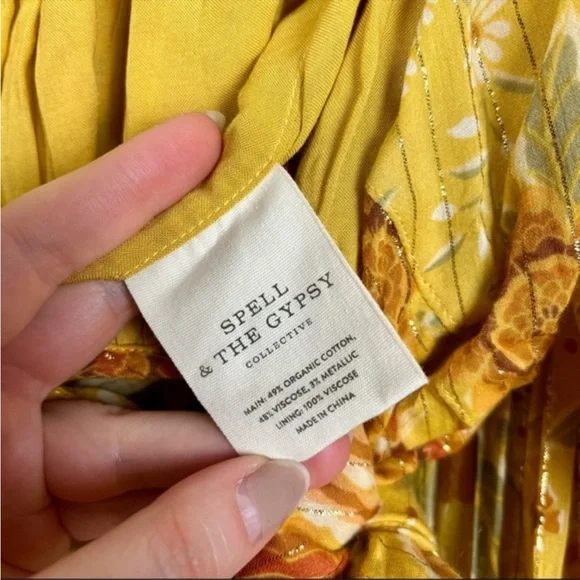 SPELL
& THE GYPSY
COLLECTIVE
MAIN: 49% ORGANIC COTTON,
48% VISCOSE, 3% METALLIC
LINING: 100% VISCOSE
MADE IN CHINA